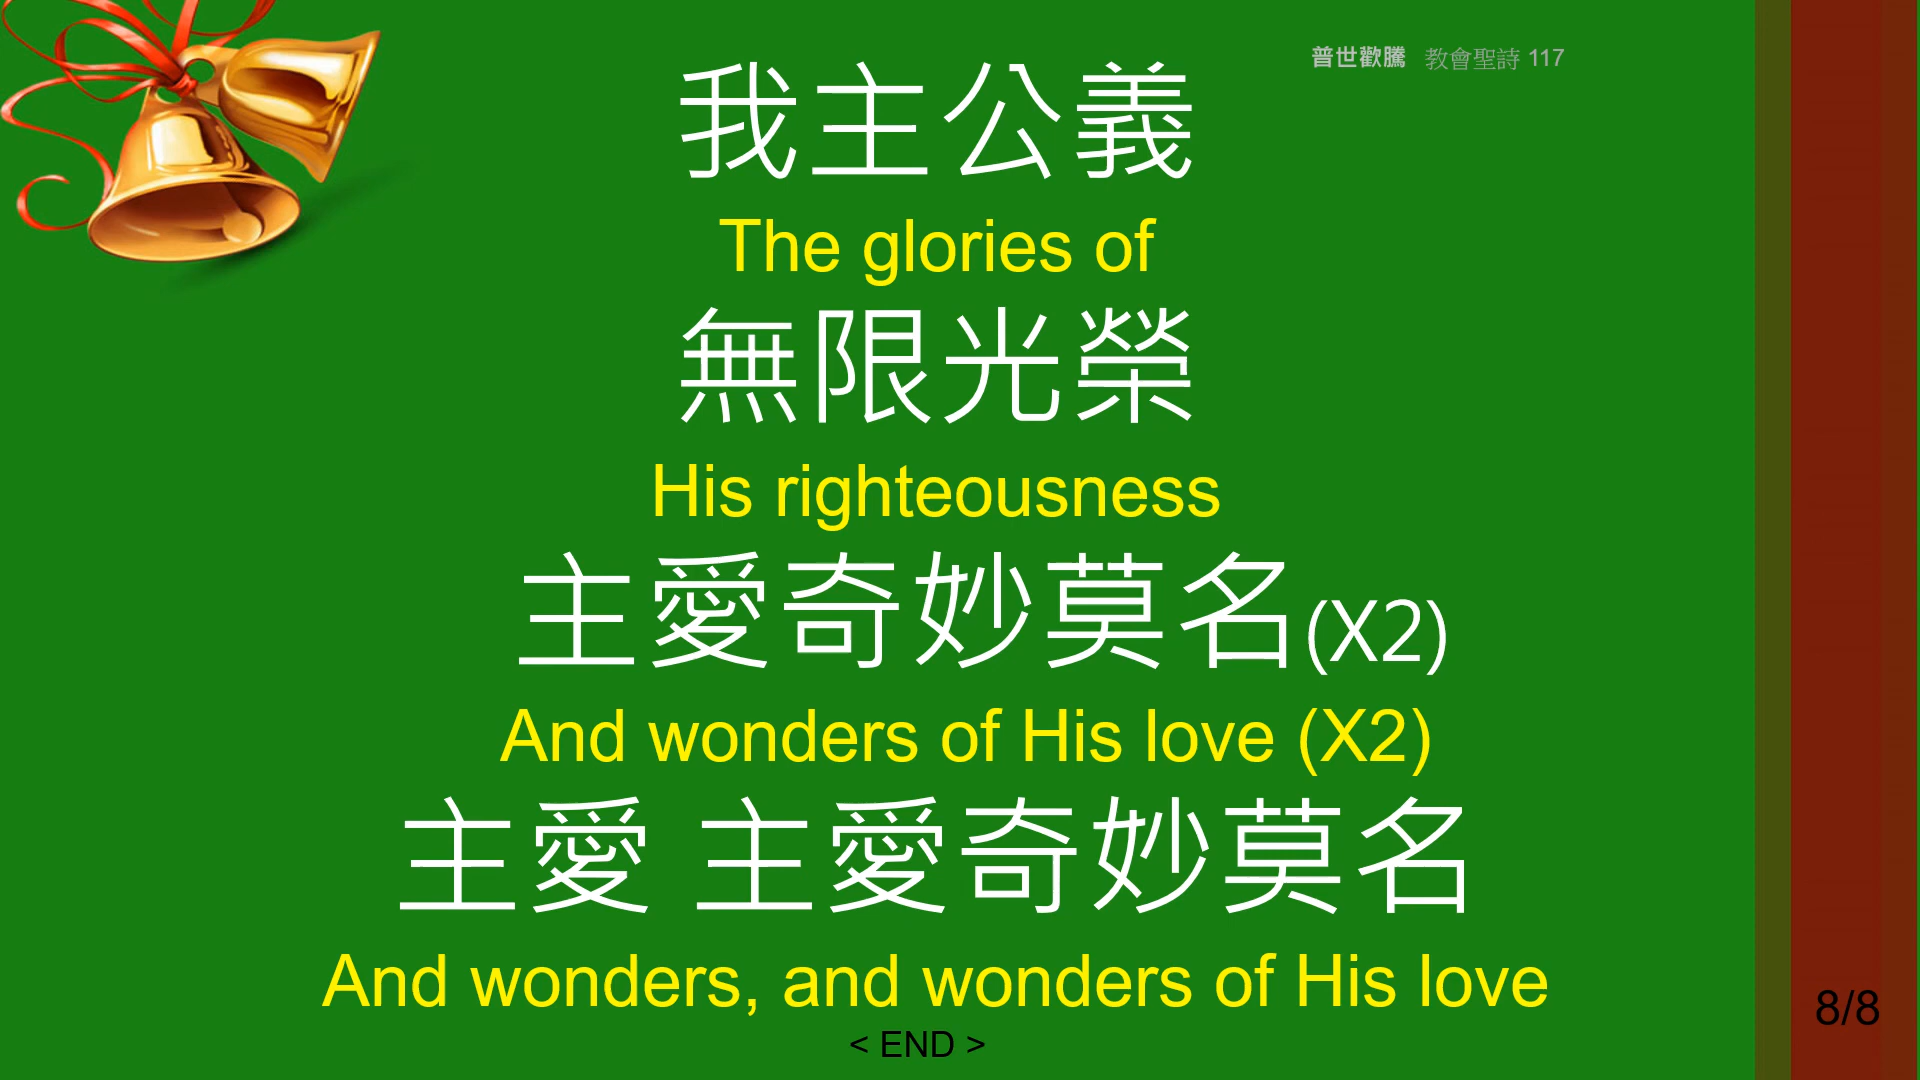 普世歡騰 教會聖詩 117
我主公義
The glories of
無限光榮
His righteousness
主愛奇妙莫名(X2)
And wonders of His love (X2)
主愛 主愛奇妙莫名
And wonders, and wonders of His love
< END >
8/8